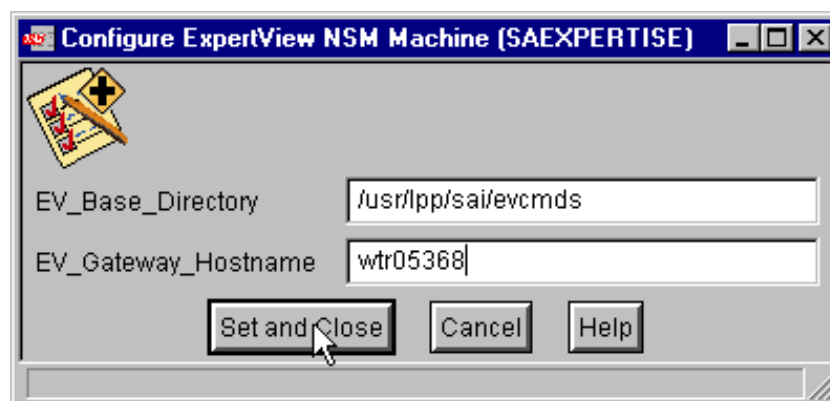 Configure ExpertView NSM Machine (SAEXPERTISE)
EV_Base_Directory /usr/lpp/sai/evcmds
EV_Gateway_Hostname wtr05368
Set and Close Cancel Help